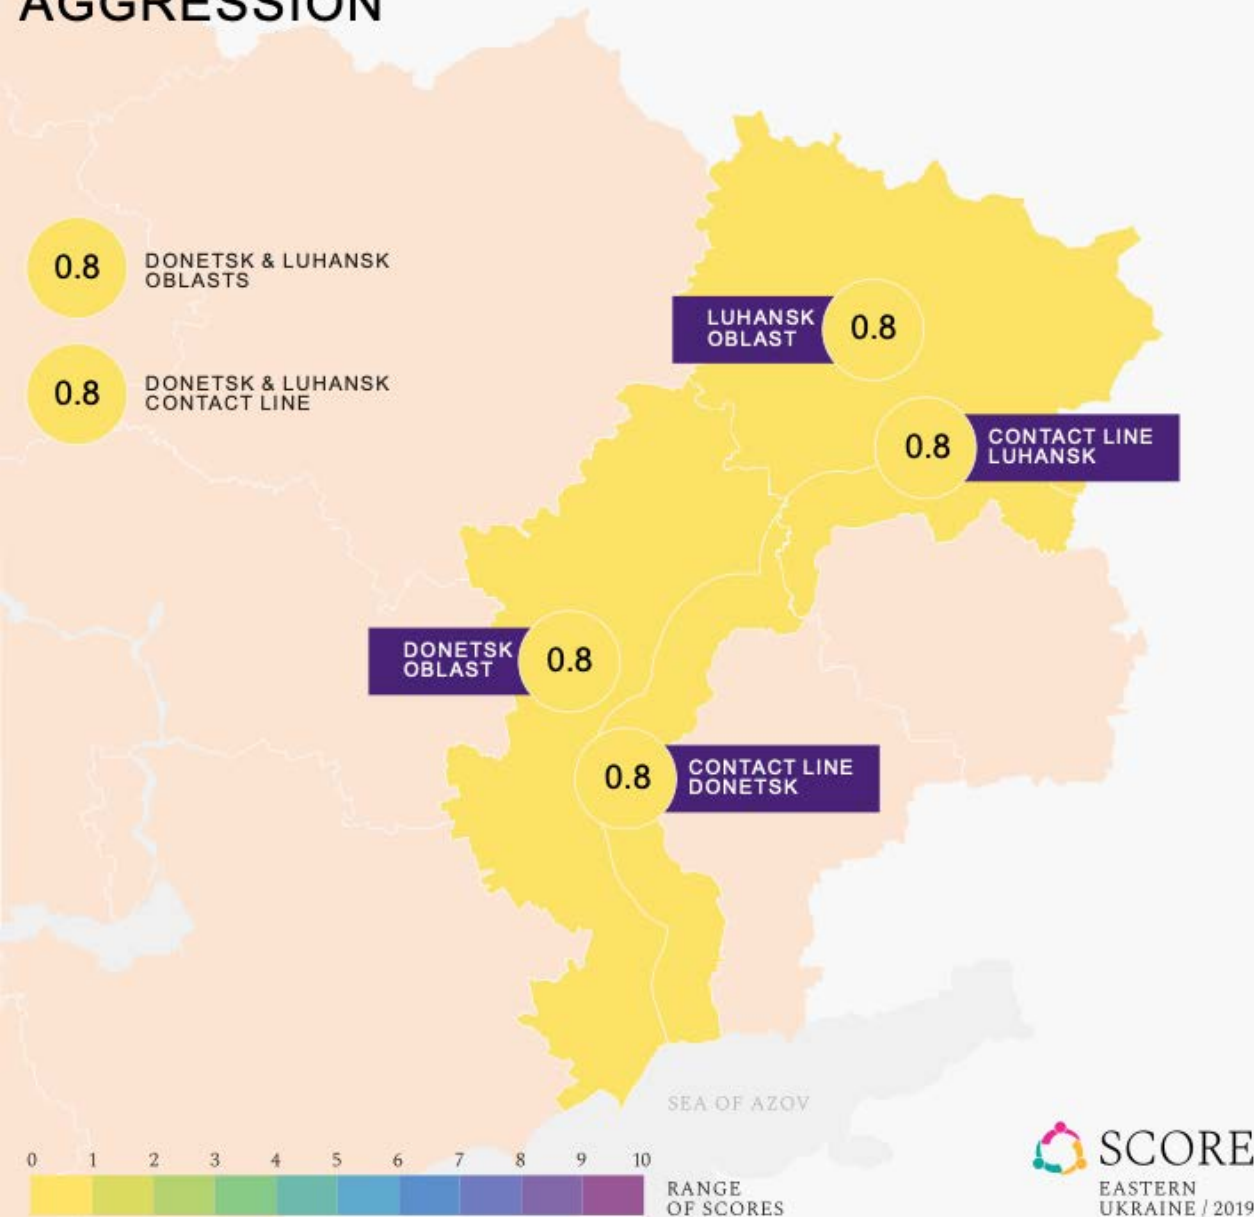 AGGRESSION
0.8
DONETSK & LUHANSK
OBLASTS
0.8
DONETSK & LUHANSK
CONTACT LINE
LUHANSK
OBLAST
0.8
0.8
CONTACT LINE
LUHANSK
DONETSK
OBLAST
0.8
0.8
CONTACT LINE
DONETSK
SEA OF AZOV
0 1 2 3 4 5 6 7 8 9 10
RANGE
OF SCORES
SCORE
EASTERN
UKRAINE / 2019